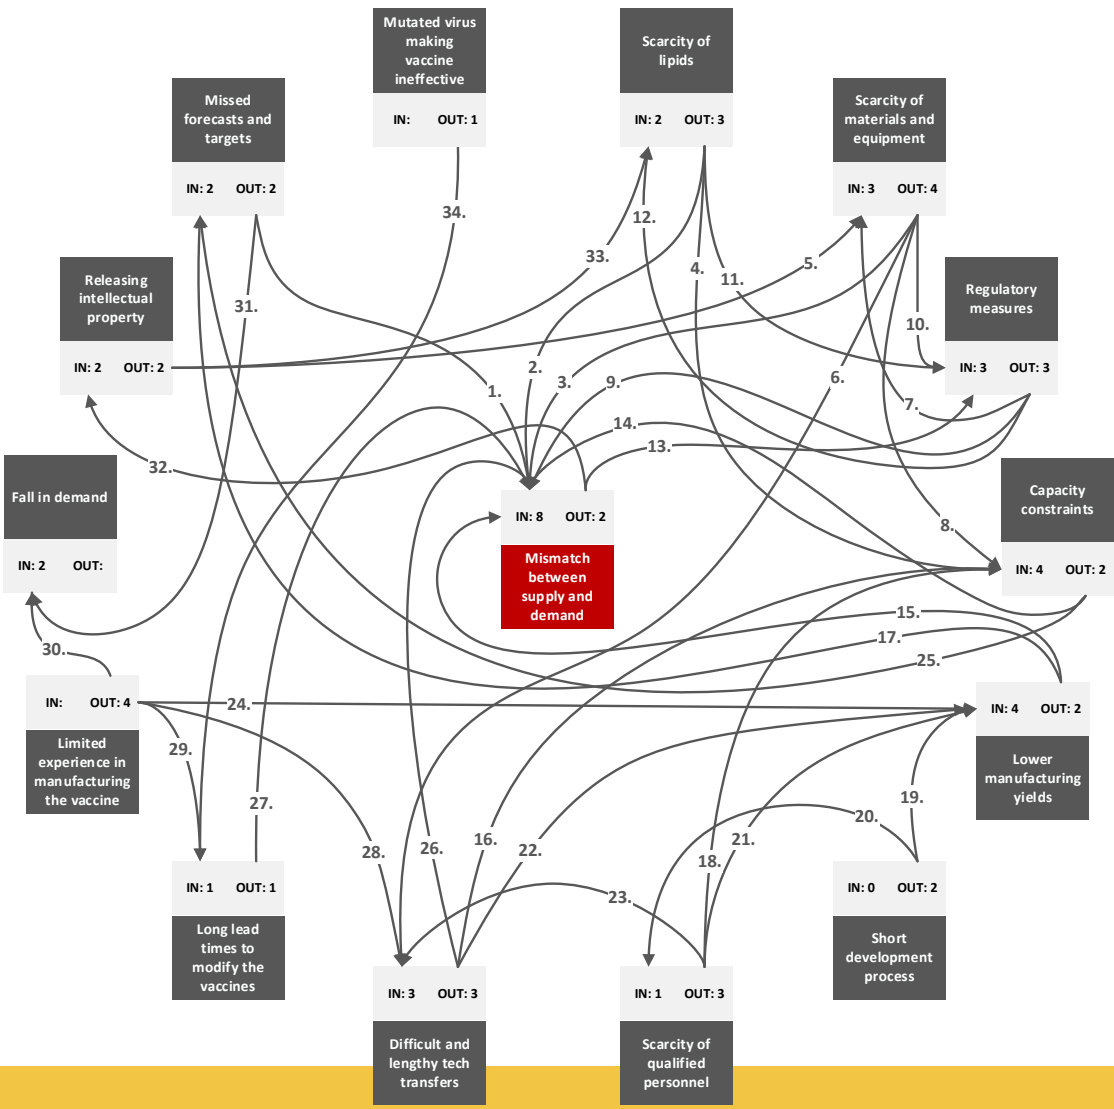 Mutated virus
making
vaccine
ineffective
IN: OUT: 1
Scarcity of
lipids
IN: 2 OUT: 3
Missed
forecasts and
targets
IN: 2 OUT: 2
Scarcity of
materials and
equipment
IN: 3 OUT: 4
34.
12.
33.
4.
5.
11.
Releasing
intellectual
property
IN: 2 OUT: 2
31.
Regulatory
measures
IN: 3 OUT: 3
10.
1.
2.
3.
9.
6.
7.
14.
13.
32.
Fall in demand
IN: 2 OUT:
IN: 8 OUT: 2
Mismatch
between
supply and
demand
Capacity
constraints
IN: 4 OUT: 2
8.
15.
17.
25.
30.
IN: OUT: 4
Limited
experience in
manufacturing
the vaccine
24.
29.
IN: 4 OUT: 2
Lower
manufacturing
yields
27.
28.
26.
16.
22.
18.
21.
19.
20.
23.
IN: 1 OUT: 1
Long lead
times to
modify the
vaccines
IN: 0 OUT: 2
Short
development
process
IN: 3 OUT: 3
Difficult and
lengthy tech
transfers
IN: 1 OUT: 3
Scarcity of
qualified
personnel